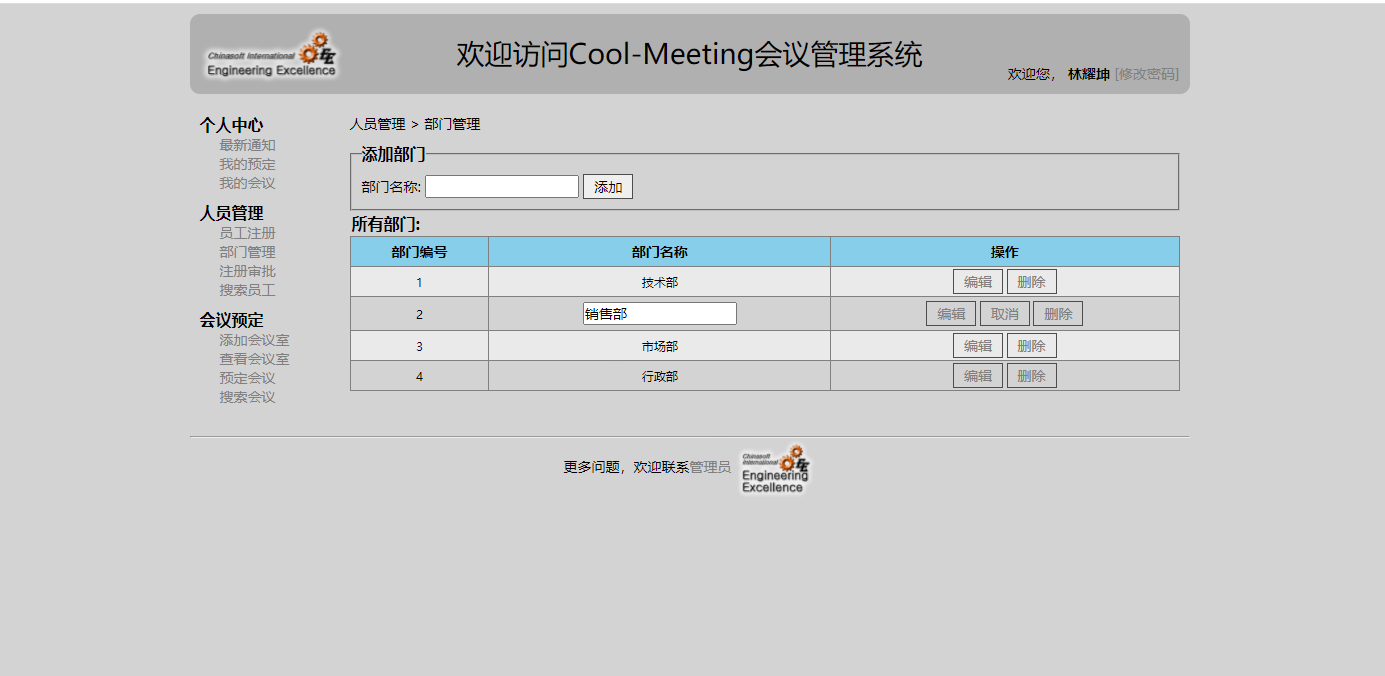 Chinasoft International
Engineering Excellence
欢迎访问Cool-Meeting会议管理系统
欢迎您， 林耀坤 [修改密码]
个人中心
最新通知
我的预定
我的会议
人员管理
员工注册
部门管理
注册审批
搜索员工
会议预定
添加会议室
查看会议室
预定会议
搜索会议
人员管理 > 部门管理
添加部门
部门名称: 添加
所有部门:
部门编号 部门名称 操作
1 技术部 编辑 删除
2 销售部 编辑 取消 删除
3 市场部 编辑 删除
4 行政部 编辑 删除
更多问题，欢迎联系管理员
Chinasoft
International
Engineering
Excellence